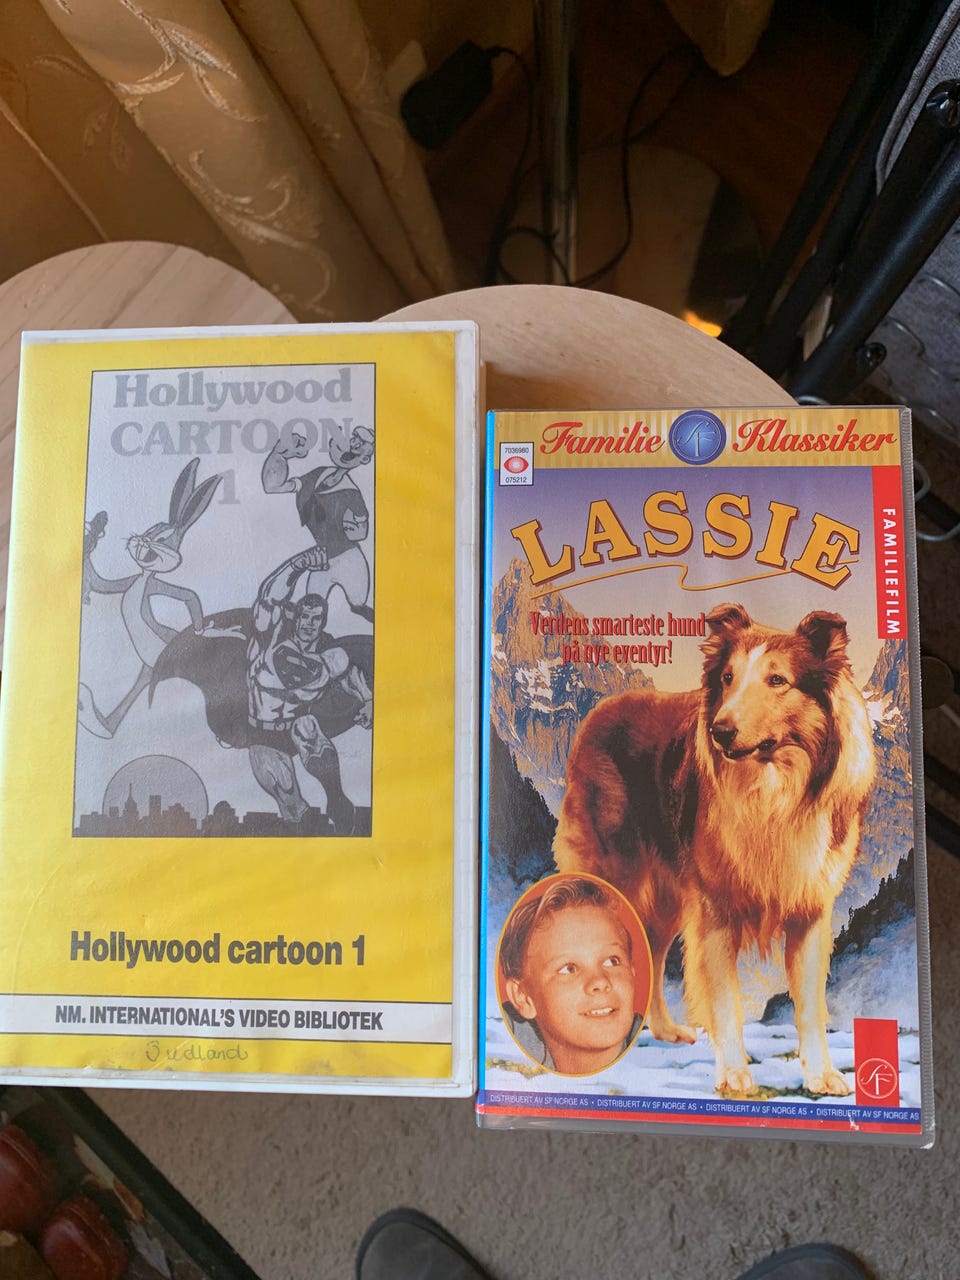 Hollywood
CARTOON
1
Hollywood cartoon 1
NM. INTERNATIONAL'S VIDEO BIBLIOTEK
Familie SF Klassiker
7036980
075212
LASSIE
FAMILIEFILM
Verdens smarteste hund
på nye eventyr!
SF
DISTRIBUERT AV SF NORGE AS • DISTRIBUERT AV SF NORGE AS • DISTRIBUERT AV SF NORGE AS • DISTRIBUERT AV SF NORGE AS